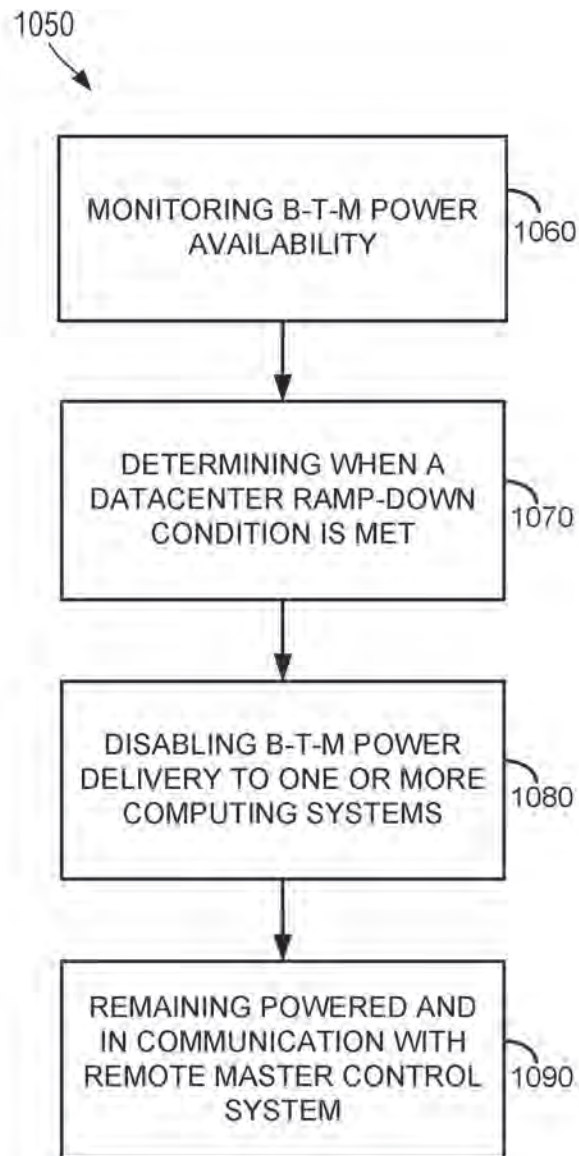 1050
MONITORING B-T-M POWER
AVAILABILITY
1060
DETERMINING WHEN A
DATACENTER RAMP-DOWN
CONDITION IS MET
1070
DISABLING B-T-M POWER
DELIVERY TO ONE OR MORE
COMPUTING SYSTEMS
1080
REMAINING POWERED AND
IN COMMUNICATION WITH
REMOTE MASTER CONTROL
SYSTEM
1090